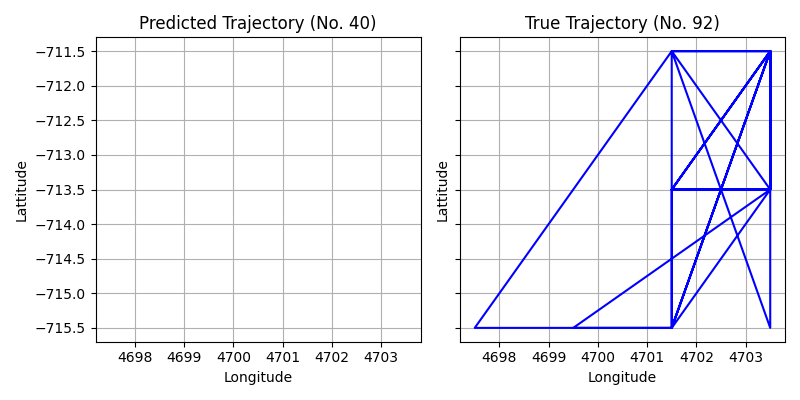 Predicted Trajectory (No. 40)
True Trajectory (No. 92)
−711.5
−712.0
−712.5
−713.0
−713.5
−714.0
−714.5
−715.0
−715.5
Lattitude
Lattitude
4698 4699 4700 4701 4702 4703
4698 4699 4700 4701 4702 4703
Longitude
Longitude